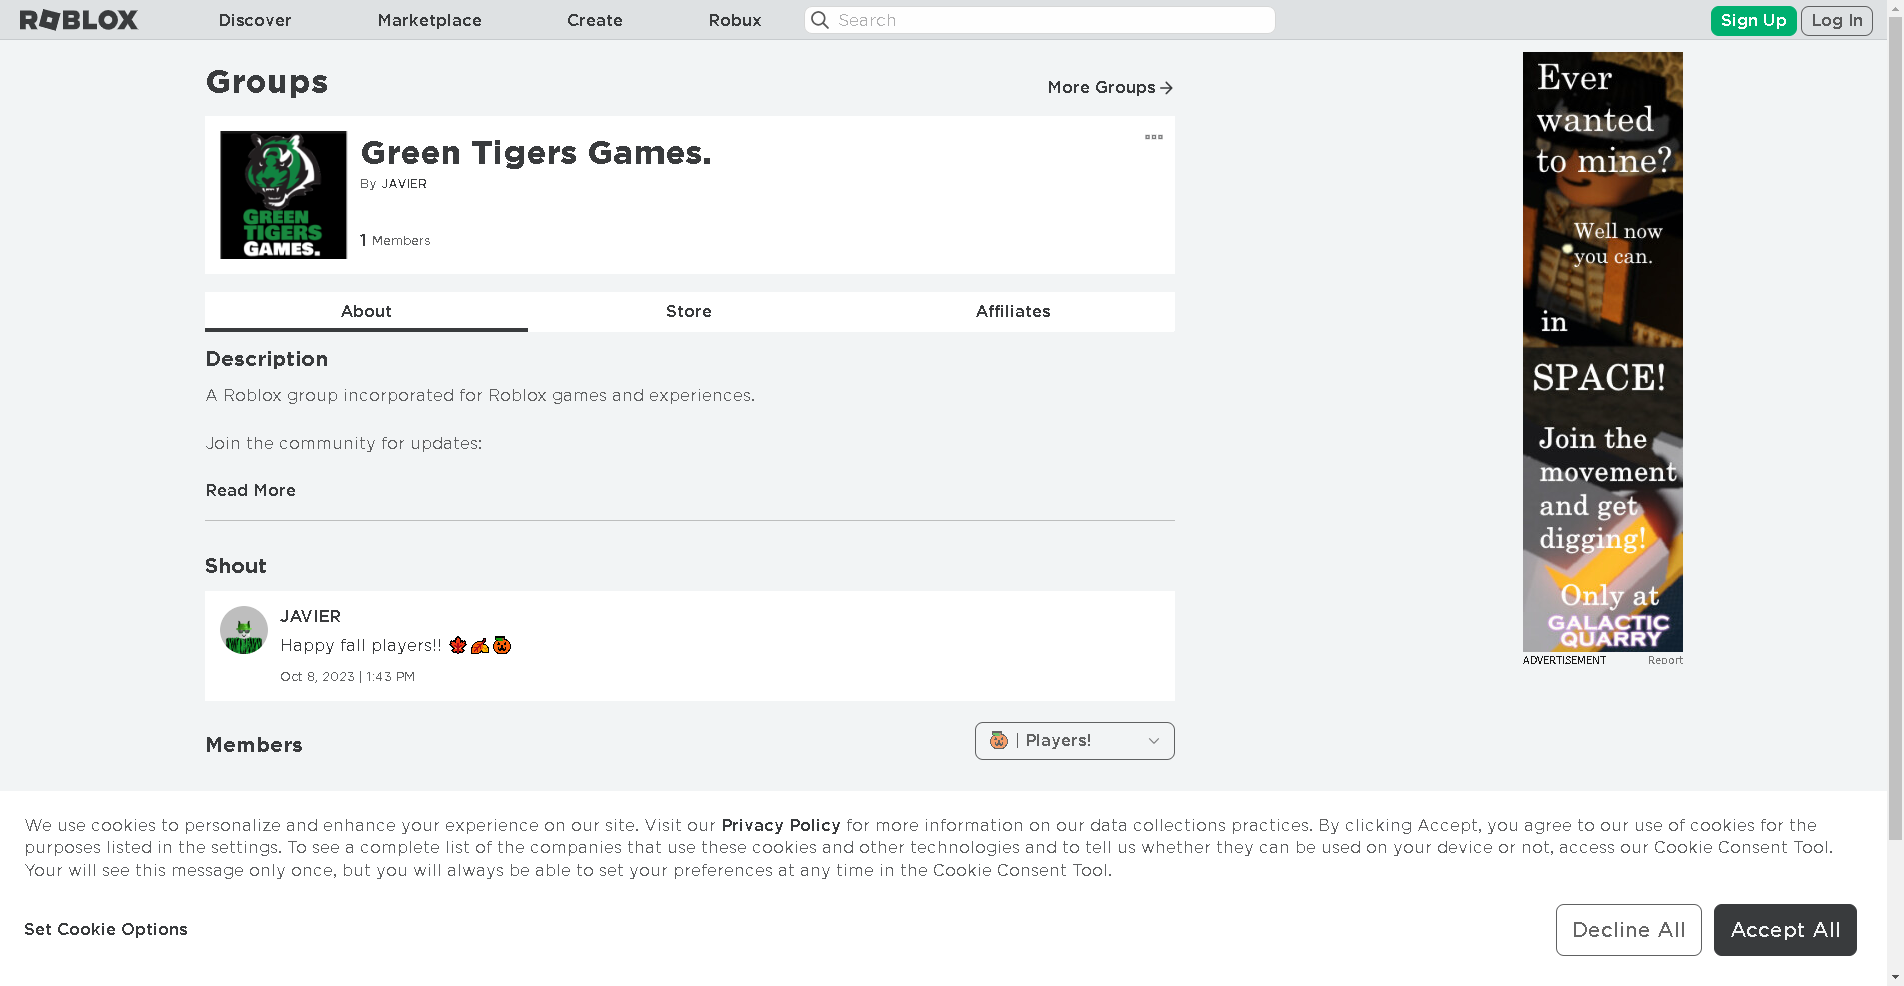 ROBLOX
Discover
Marketplace
Create
Robux
Search
Sign Up
Log In
Groups
More Groups
GREEN
TIGERS
GAMES.
Green Tigers Games.
By JAVIER
1 Members
About
Store
Affiliates
Description
A Roblox group incorporated for Roblox games and experiences.
Join the community for updates:
Read More
Shout
JAVIER
Happy fall players!! 🍁🍂🎃
Oct 8, 2023 | 1:43 PM
Members
🎃 | Players!
Ever
wanted
to mine?
Well now
you can.
in
SPACE!
Join the
movement
and get
digging!
Only at
GALACTIC
QUARRY
ADVERTISEMENT
Report
We use cookies to personalize and enhance your experience on our site. Visit our Privacy Policy for more information on our data collections practices. By clicking Accept, you agree to our use of cookies for the
purposes listed in the settings. To see a complete list of the companies that use these cookies and other technologies and to tell us whether they can be used on your device or not, access our Cookie Consent Tool.
Your will see this message only once, but you will always be able to set your preferences at any time in the Cookie Consent Tool.
Set Cookie Options
Decline All
Accept All